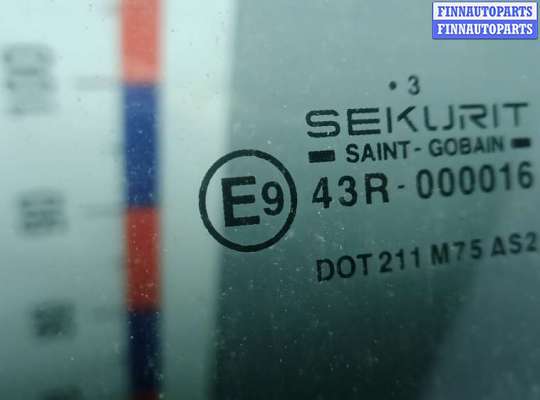 FINNAUTOPARTS
FINNAUTOPARTS
• 3
SEKURIT
SAINT-GOBAIN
E9 43R-000016
DOT 211 M75 AS2